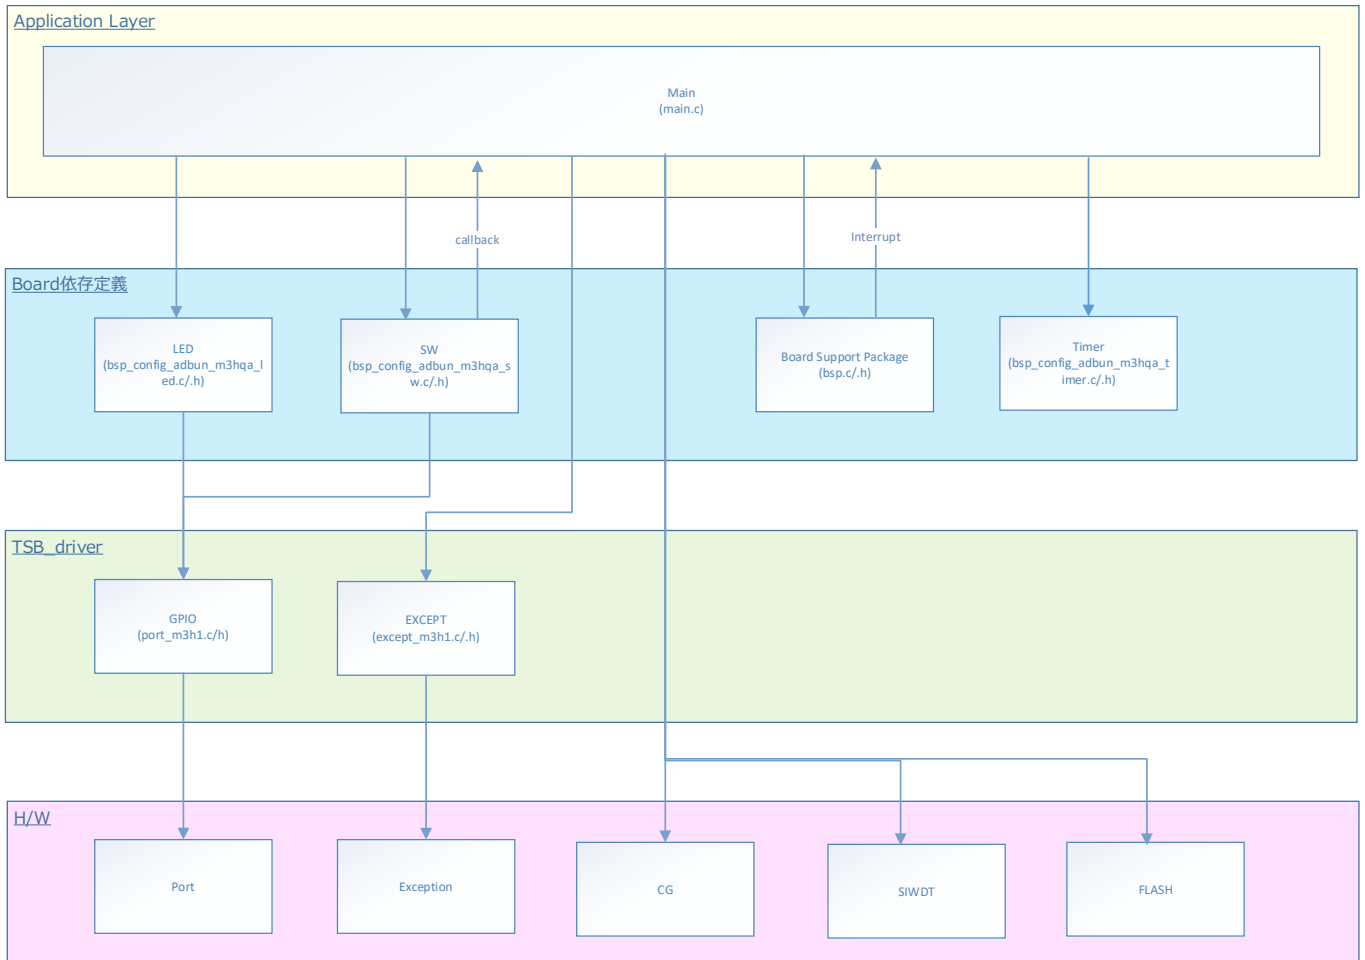 Application Layer
Main
(main.c)
callback
Interrupt
Board依存定義
LED
(bsp_config_adbun_m3hqa_l
ed.c/.h)
SW
(bsp_config_adbun_m3hqa_s
w.c/.h)
Board Support Package
(bsp.c/.h)
Timer
(bsp_config_adbun_m3hqa_t
imer.c/.h)
TSB_driver
GPIO
(port_m3h1.c/h)
EXCEPT
(except_m3h1.c/.h)
H/W
Port
Exception
CG
SIWDT
FLASH